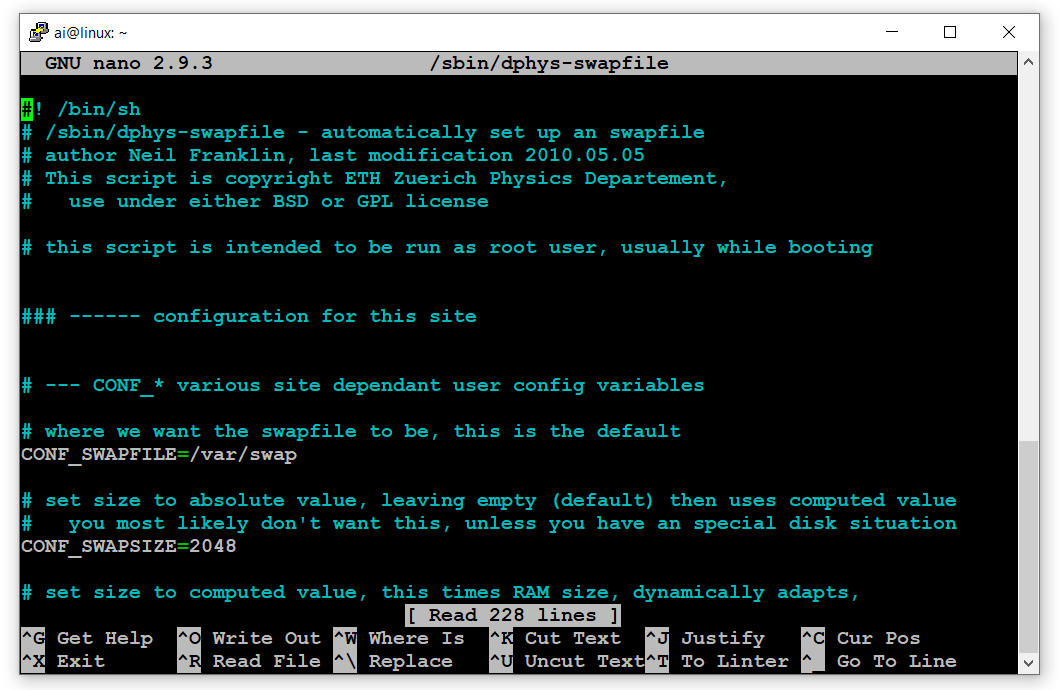 ai@linux: ~
GNU nano 2.9.3 /sbin/dphys-swapfile
#! /bin/sh
# /sbin/dphys-swapfile - automatically set up an swapfile
# author Neil Franklin, last modification 2010.05.05
# This script is copyright ETH Zuerich Physics Departement,
#   use under either BSD or GPL license
# this script is intended to be run as root user, usually while booting
### ------ configuration for this site
# --- CONF_* various site dependant user config variables
# where we want the swapfile to be, this is the default
CONF_SWAPFILE=/var/swap
# set size to absolute value, leaving empty (default) then uses computed value
#   you most likely don't want this, unless you have an special disk situation
CONF_SWAPSIZE=2048
# set size to computed value, this times RAM size, dynamically adapts,
[ Read 228 lines ]
^G Get Help ^O Write Out ^W Where Is ^K Cut Text ^J Justify ^C Cur Pos
^X Exit ^R Read File ^\ Replace ^U Uncut Text ^T To Linter ^_ Go To Line